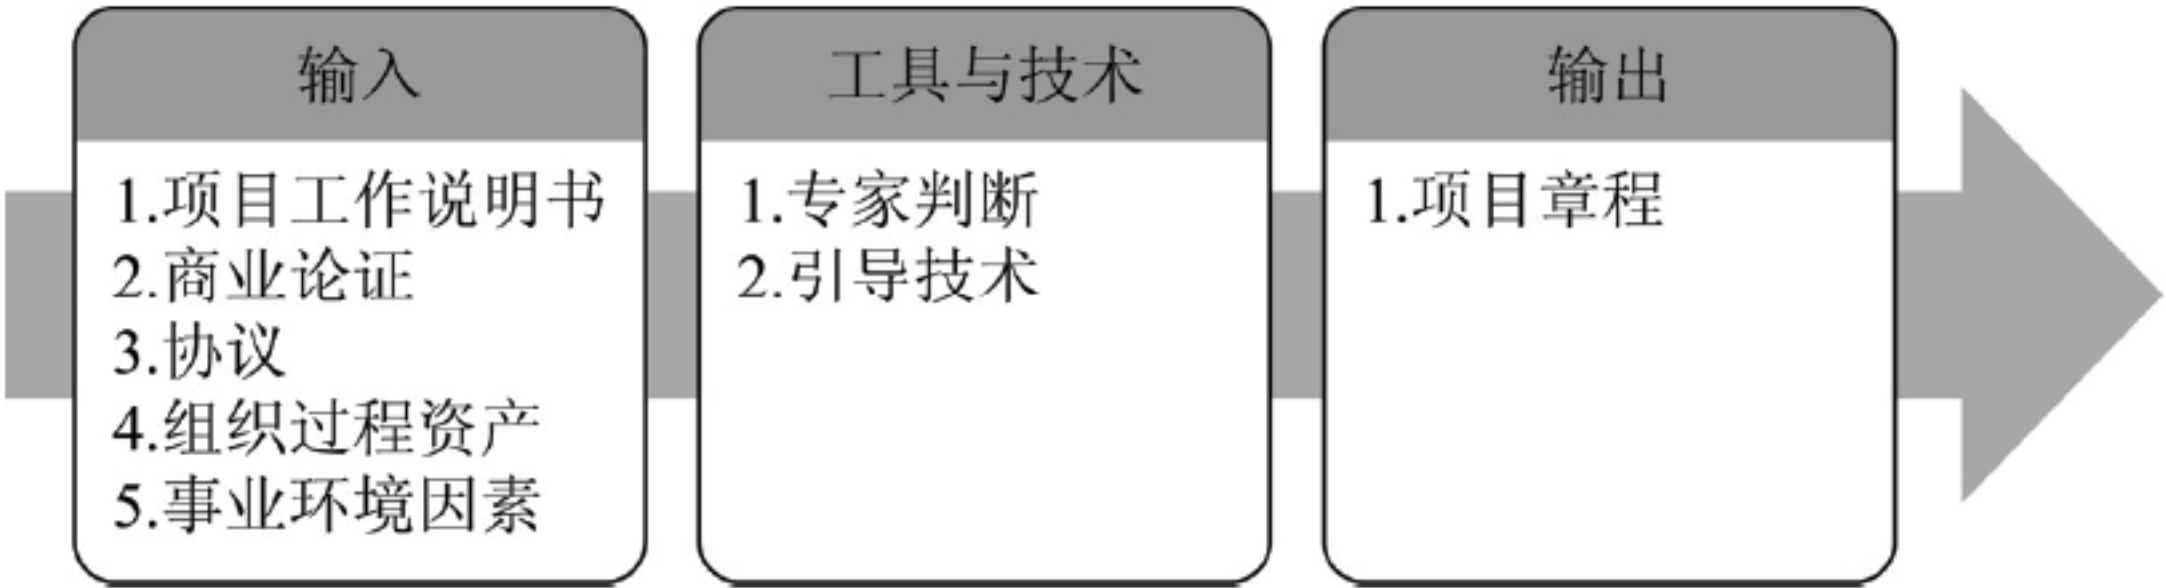 输入
1.项目工作说明书
2.商业论证
3.协议
4.组织过程资产
5.事业环境因素
工具与技术
1.专家判断
2.引导技术
输出
1.项目章程